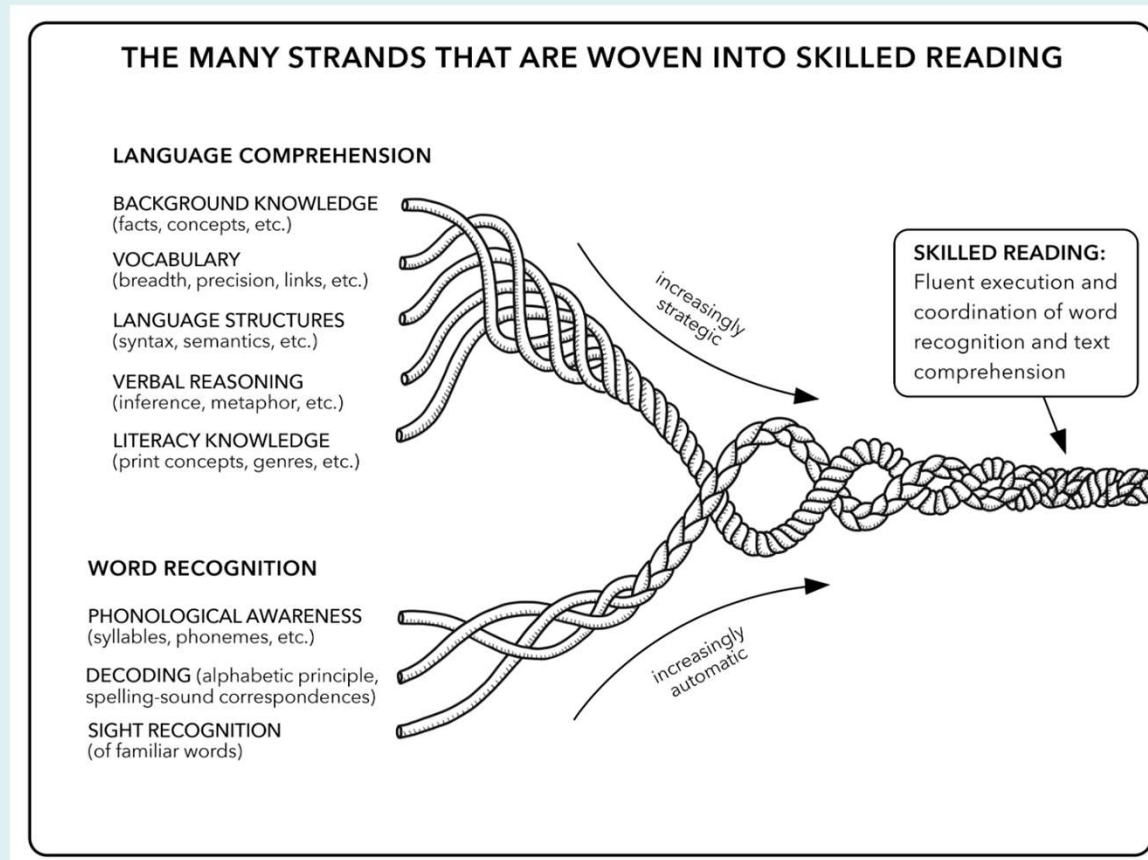 THE MANY STRANDS THAT ARE WOVEN INTO SKILLED READING
LANGUAGE COMPREHENSION
BACKGROUND KNOWLEDGE
(facts, concepts, etc.)
VOCABULARY
(breadth, precision, links, etc.)
LANGUAGE STRUCTURES
(syntax, semantics, etc.)
VERBAL REASONING
(inference, metaphor, etc.)
LITERACY KNOWLEDGE
(print concepts, genres, etc.)
increasingly
strategic
SKILLED READING:
Fluent execution and
coordination of word
recognition and text
comprehension
WORD RECOGNITION
PHONOLOGICAL AWARENESS
(syllables, phonemes, etc.)
DECODING (alphabetic principle,
spelling-sound correspondences)
SIGHT RECOGNITION
(of familiar words)
increasingly
automatic